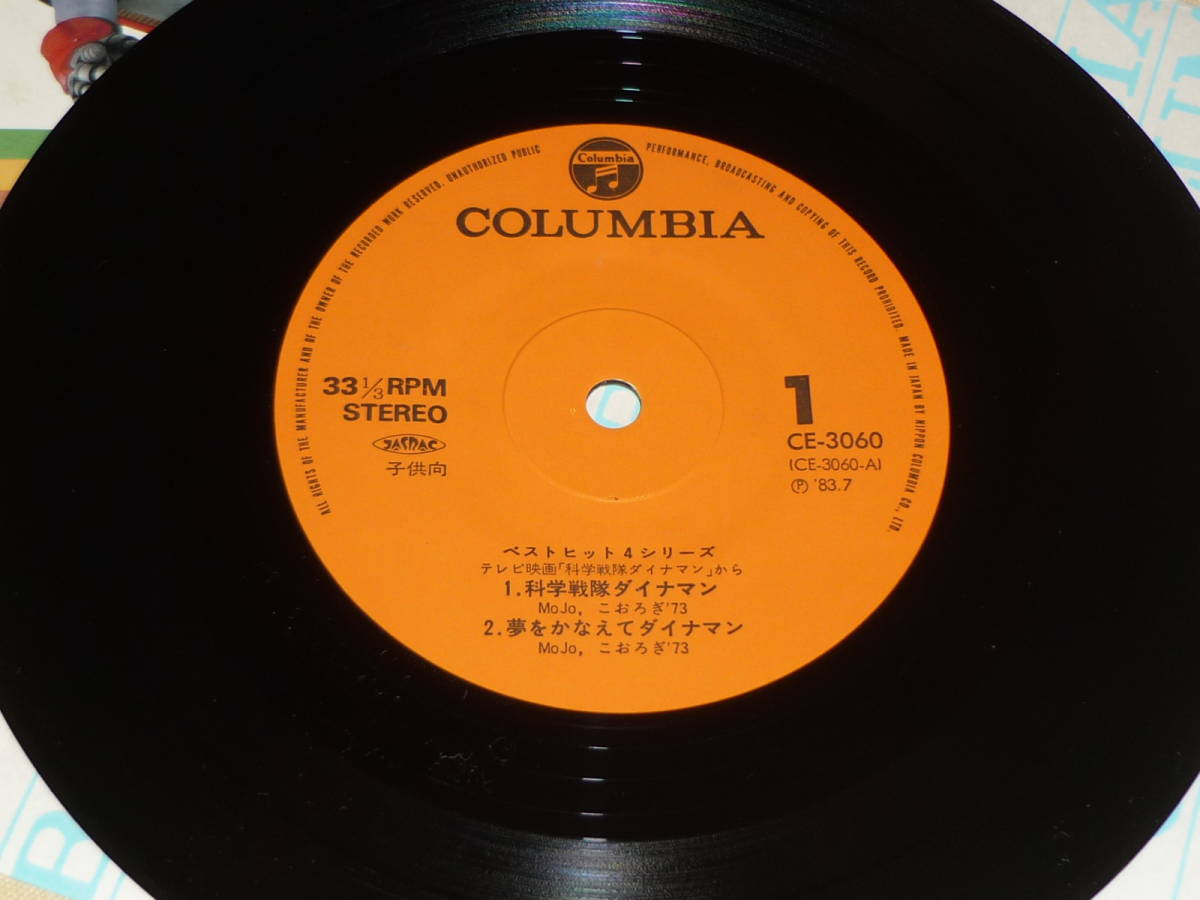 ALL RIGHTS OF THE MANUFACTURER AND OF THE OWNER OF THE RECORDED WORK RESERVED. UNAUTHORIZED PUBLIC PERFORMANCE, BROADCASTING AND COPYING OF THIS RECORD PROHIBITED. MADE IN JAPAN BY NIPPON COLUMBIA CO., LTD.
Columbia
COLUMBIA
33 1/3 RPM
STEREO
JASRAC
子供向
1
CE-3060
(CE-3060-A)
Ⓟ '83.7
ベストヒット4シリーズ
テレビ映画「科学戦隊ダイナマン」から
1.科学戦隊ダイナマン
MoJo, こおろぎ'73
2.夢をかなえてダイナマン
MoJo, こおろぎ'73